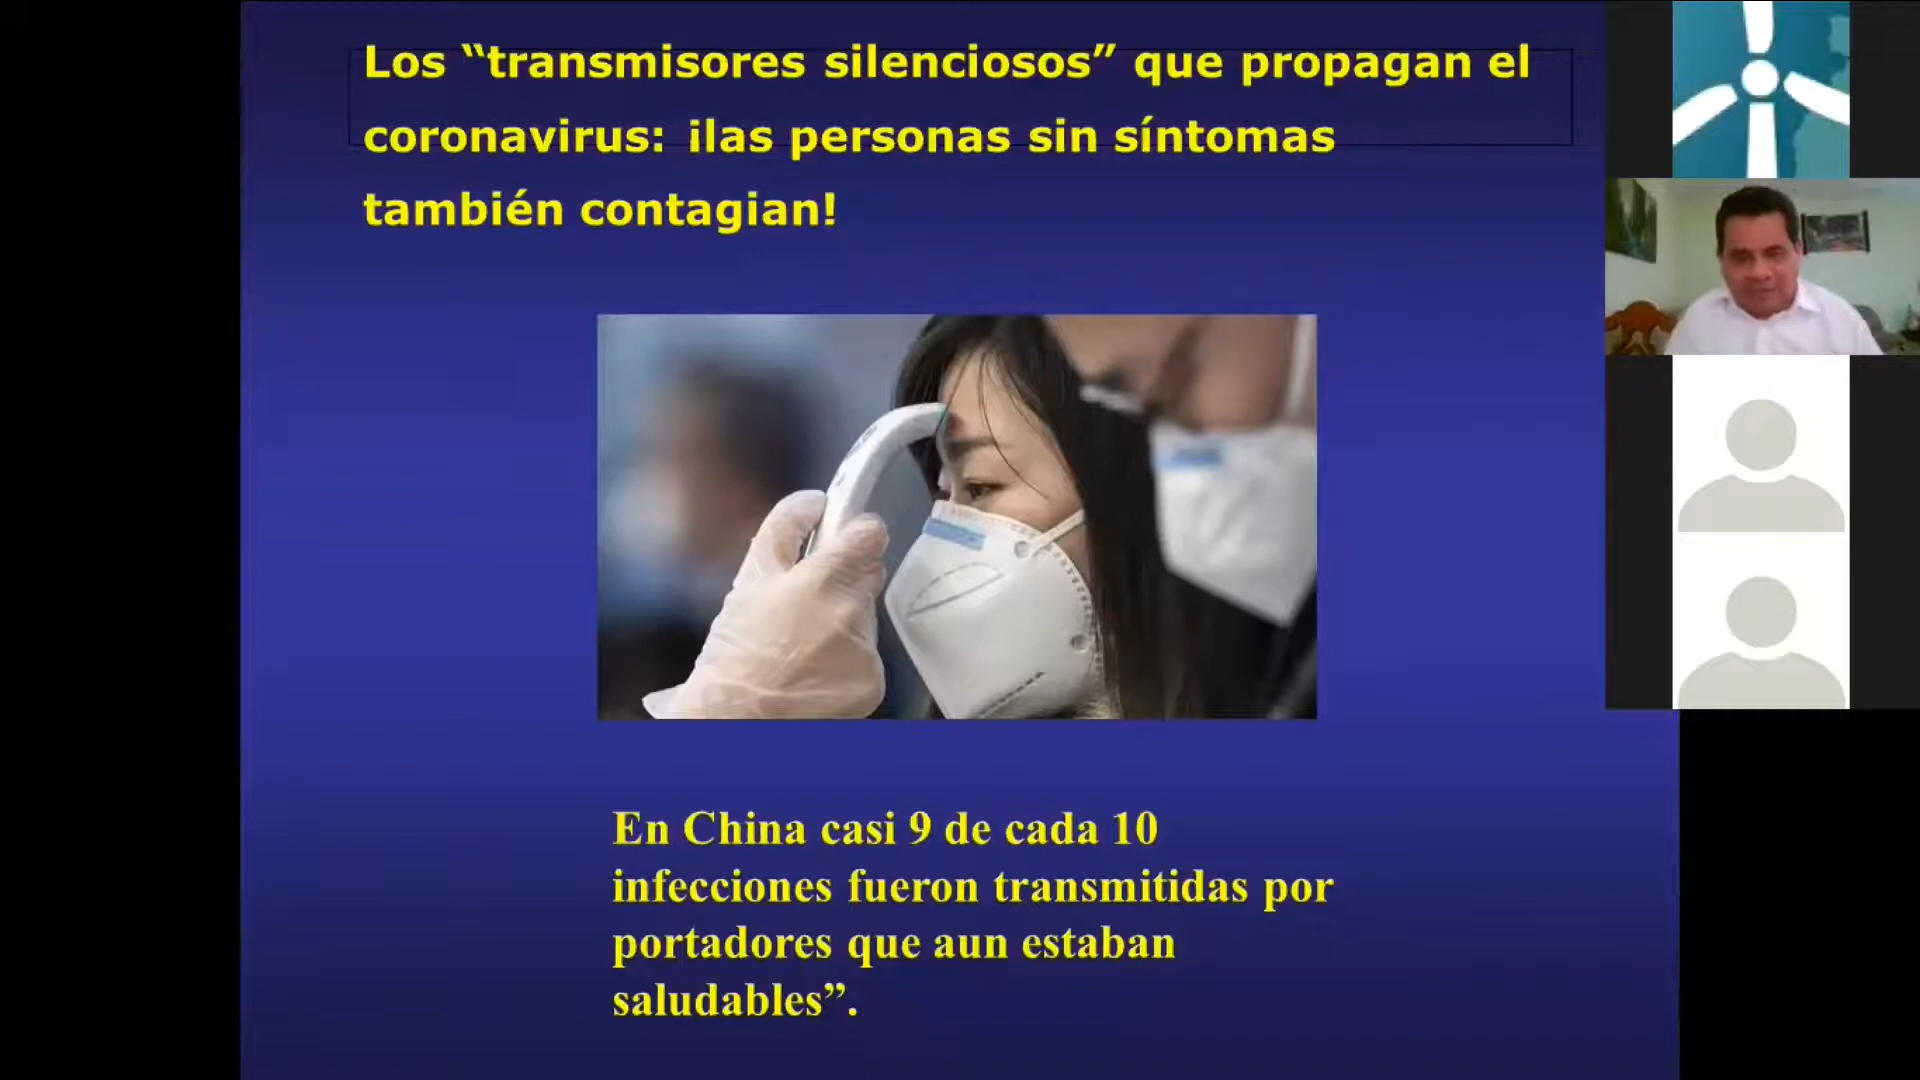 Los “transmisores silenciosos” que propagan el
coronavirus: ¡las personas sin síntomas
también contagian!
En China casi 9 de cada 10
infecciones fueron transmitidas por
portadores que aun estaban
saludables”.